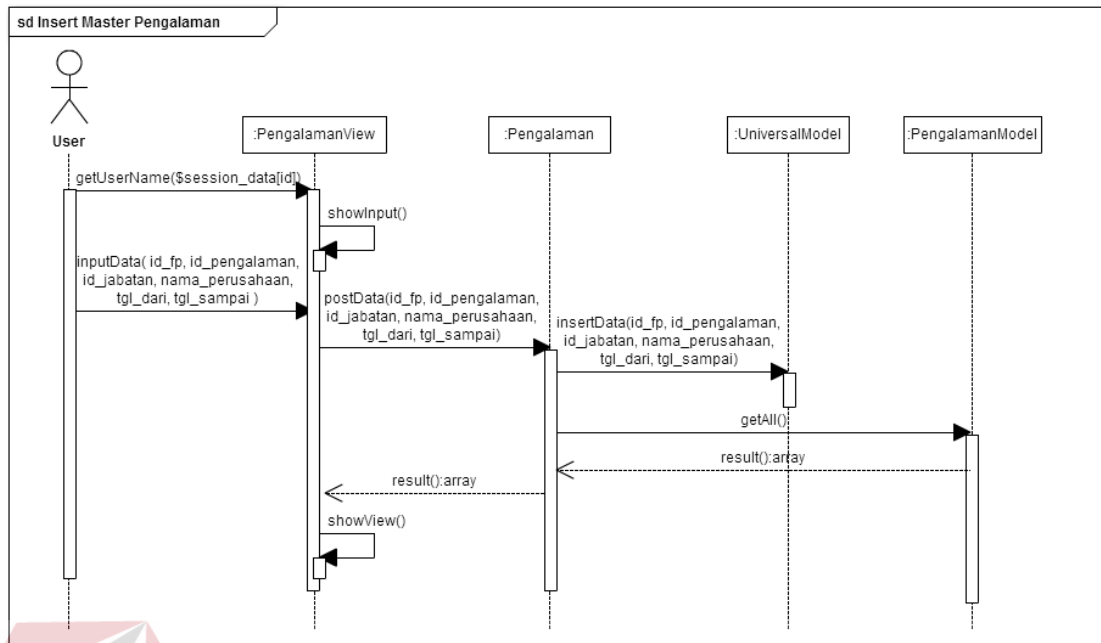 sd Insert Master Pengalaman
User
:PengalamanView
:Pengalaman
:UniversalModel
:PengalamanModel
getUserName($session_data[id])
showInput()
inputData( id_fp, id_pengalaman,
id_jabatan, nama_perusahaan,
tgl_dari, tgl_sampai )
postData(id_fp, id_pengalaman,
id_jabatan, nama_perusahaan,
tgl_dari, tgl_sampai)
insertData(id_fp, id_pengalaman,
id_jabatan, nama_perusahaan,
tgl_dari, tgl_sampai)
getAll()
result():array
result():array
showView()